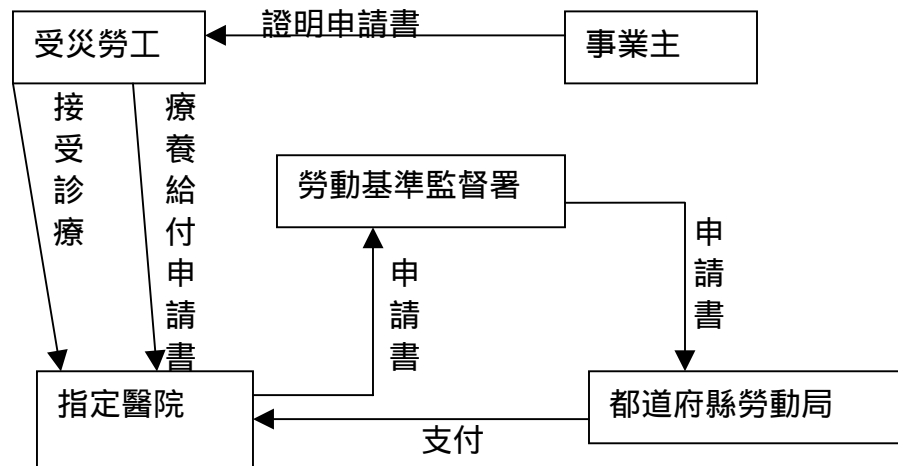 證明申請書
受災勞工
事業主
接受診療
療養給付申請書
勞動基準監督署
申請書
申請書
指定醫院
都道府縣勞動局
支付